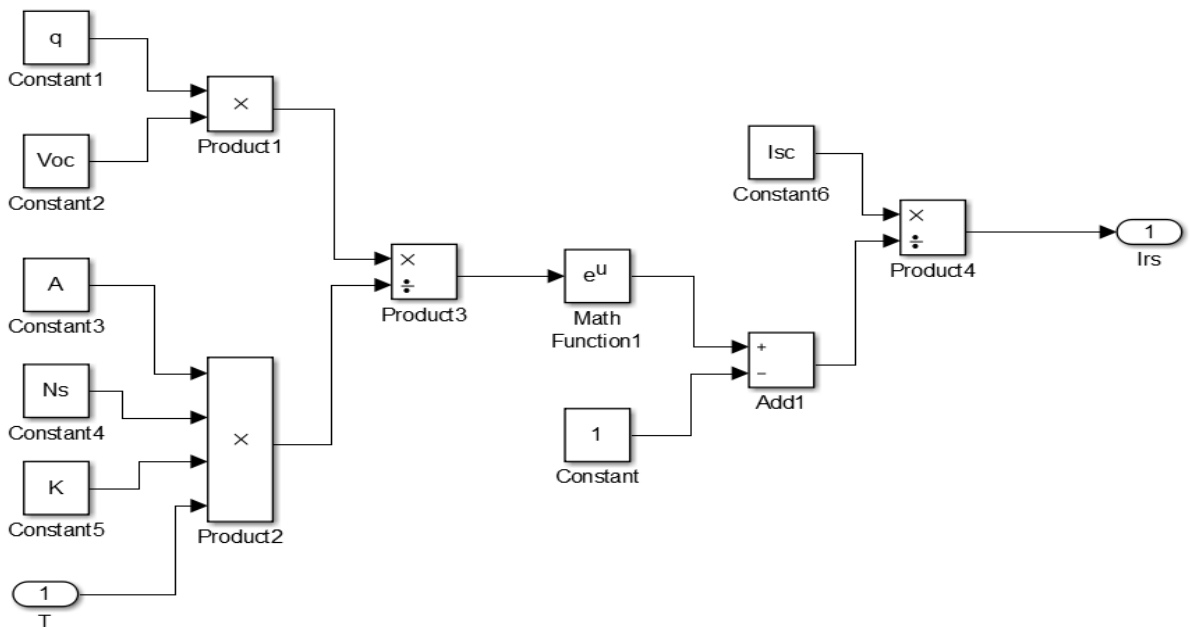 q
Constant1
×
Product1
Voc
Constant2
Isc
Constant6
×
÷
Product4
1
Irs
A
Constant3
×
÷
Product3
eu
Math
Function1
+
−
Add1
Ns
Constant4
×
Product2
1
Constant
K
Constant5
1
T